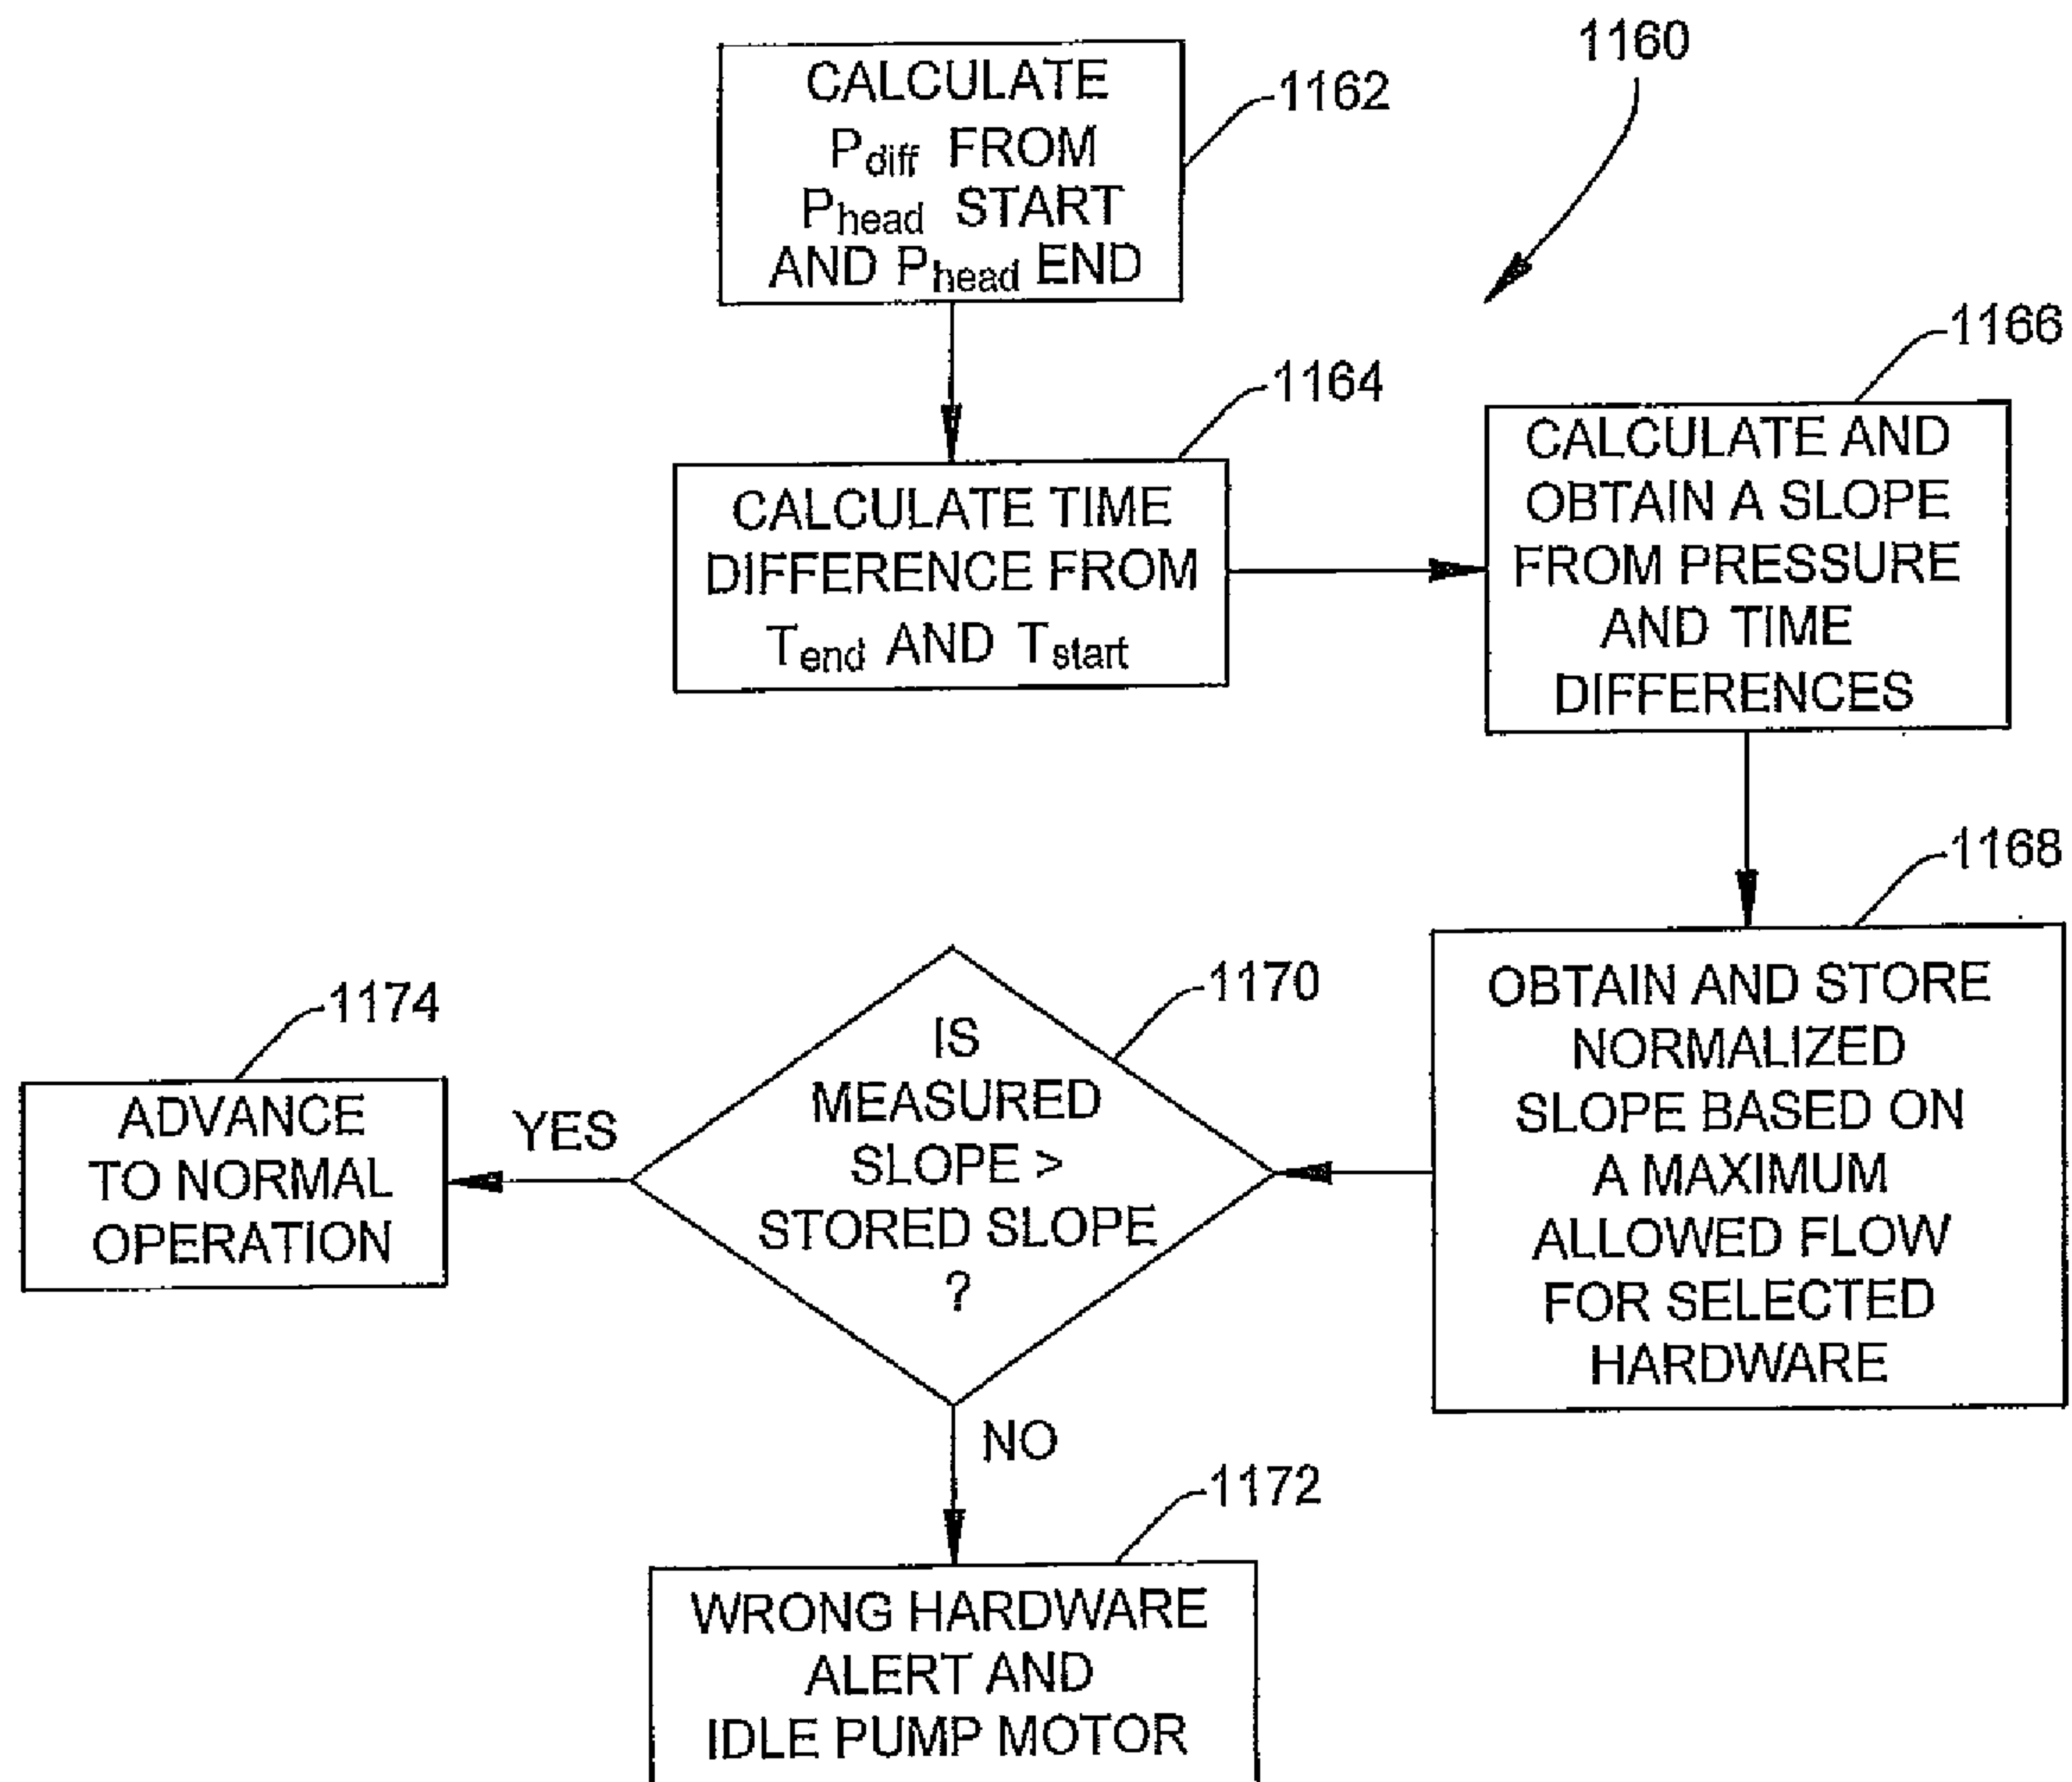 1160
CALCULATE
Pdiff FROM
Phead START
AND Phead END
1162
1164
CALCULATE TIME
DIFFERENCE FROM
Tend AND Tstart
1166
CALCULATE AND
OBTAIN A SLOPE
FROM PRESSURE
AND TIME
DIFFERENCES
1168
OBTAIN AND STORE
NORMALIZED
SLOPE BASED ON
A MAXIMUM
ALLOWED FLOW
FOR SELECTED
HARDWARE
1170
IS
MEASURED
SLOPE >
STORED SLOPE
?
YES
1174
ADVANCE
TO NORMAL
OPERATION
NO
1172
WRONG HARDWARE
ALERT AND
IDLE PUMP MOTOR